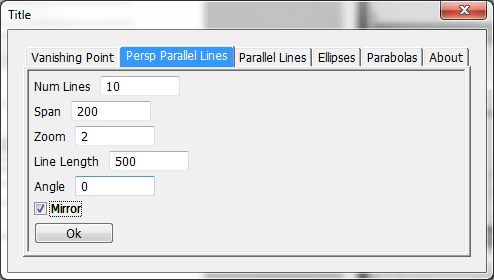 Title
Vanishing Point Persp Parallel Lines Parallel Lines Ellipses Parabolas About
Num Lines 10
Span 200
Zoom 2
Line Length 500
Angle 0
Mirror
Ok